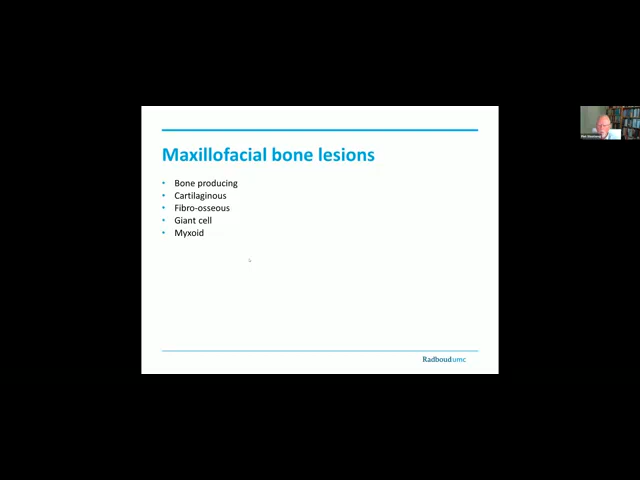 Maxillofacial bone lesions
• Bone producing
• Cartilaginous
• Fibro-osseous
• Giant cell
• Myxoid
Radboudumc